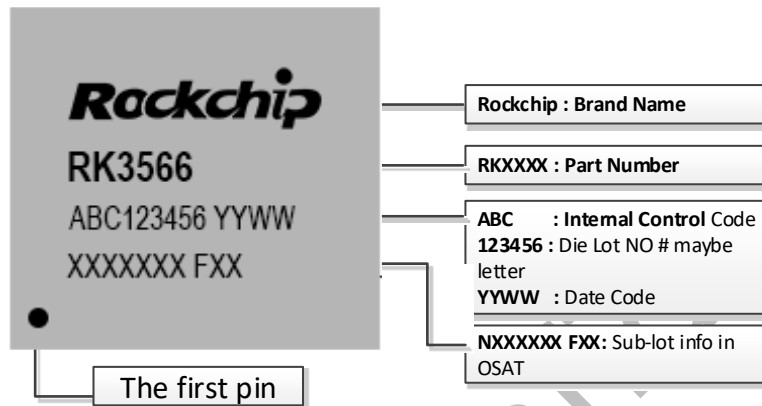 Rockchip
RK3566
ABC123456 YYWW
XXXXXXX FXX
The first pin
Rockchip : Brand Name
RKXXXX : Part Number
ABC : Internal Control Code
123456 : Die Lot NO # maybe
letter
YYWW : Date Code
NXXXXXX FXX: Sub-lot info in
OSAT